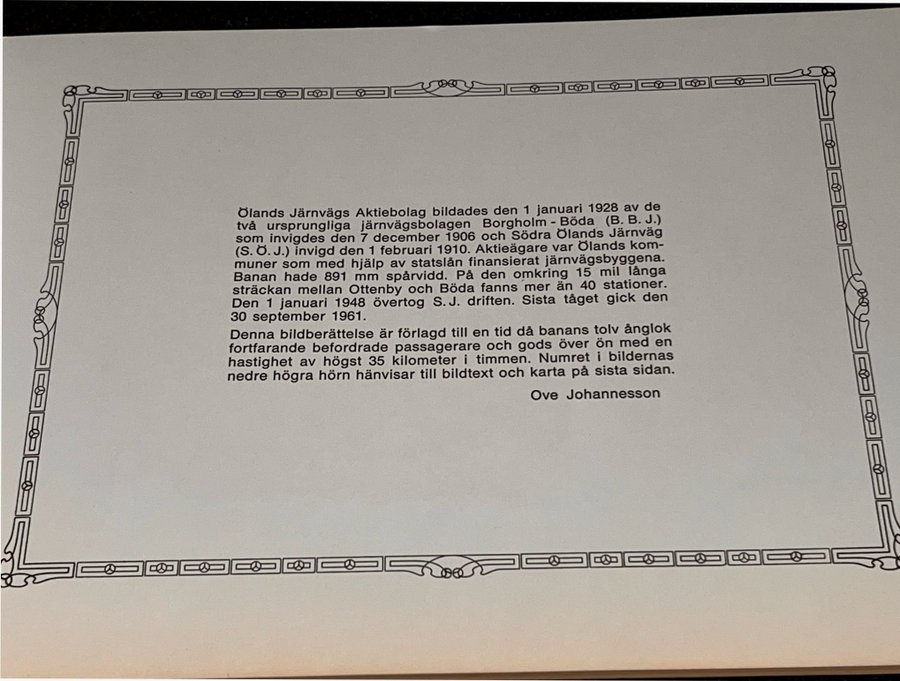 Ölands Järnvägs Aktiebolag bildades den 1 januari 1928 av de
två ursprungliga järnvägsbolagen Borgholm - Böda (B. B. J.)
som invigdes den 7 december 1906 och Södra Ölands Järnväg
(S. Ö. J.) invigd den 1 februari 1910. Aktieägare var Ölands kom-
muner som med hjälp av statslån finansierat järnvägsbyggena.
Banan hade 891 mm spårvidd. På den omkring 15 mil långa
sträckan mellan Ottenby och Böda fanns mer än 40 stationer.
Den 1 januari 1948 övertog S. J. driften. Sista tåget gick den
30 september 1961.
Denna bildberättelse är förlagd till en tid då banans tolv ånglok
fortfarande befordrade passagerare och gods över ön med en
hastighet av högst 35 kilometer i timmen. Numret i bildernas
nedre högra hörn hänvisar till bildtext och karta på sista sidan.
Ove Johannesson